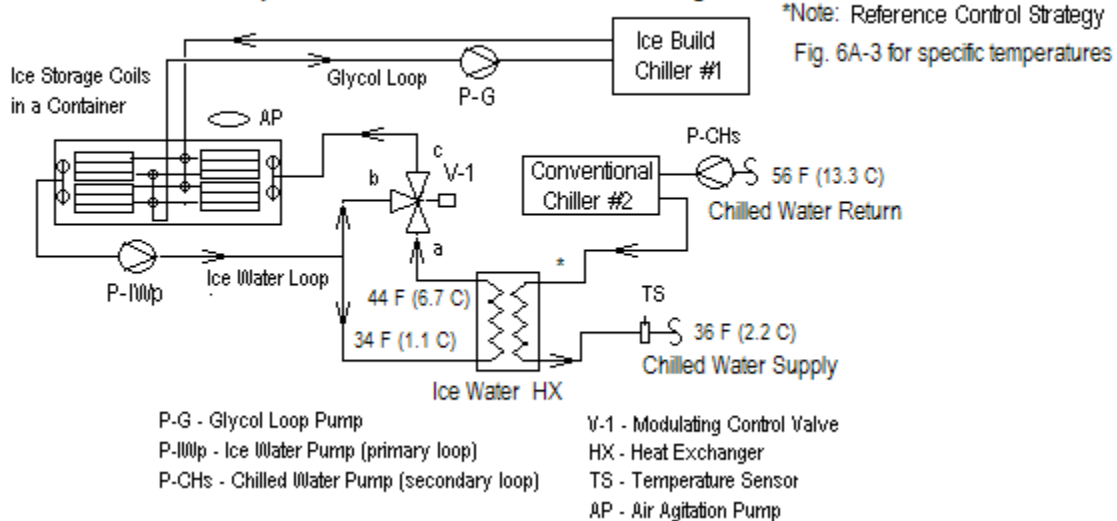 *Note: Reference Control Strategy
Fig. 6A-3 for specific temperatures
Ice Build
Chiller #1
Glycol Loop
P-G
Ice Storage Coils
in a Container
AP
c
V-1
b
a
P-CHs
Conventional
Chiller #2
56 F (13.3 C)
Chilled Water Return
P-IWp
Ice Water Loop
*
44 F (6.7 C)
34 F (1.1 C)
TS
36 F (2.2 C)
Chilled Water Supply
Ice Water HX
P-G - Glycol Loop Pump
P-IWp - Ice Water Pump (primary loop)
P-CHs - Chilled Water Pump (secondary loop)
V-1 - Modulating Control Valve
HX - Heat Exchanger
TS - Temperature Sensor
AP - Air Agitation Pump